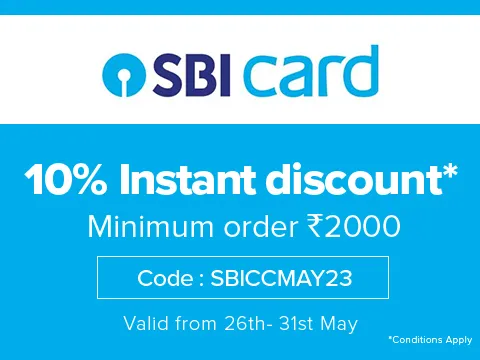 SBI card
10% Instant discount*
Minimum order ₹2000
Code : SBICCMAY23
Valid from 26th- 31st May
*Conditions Apply